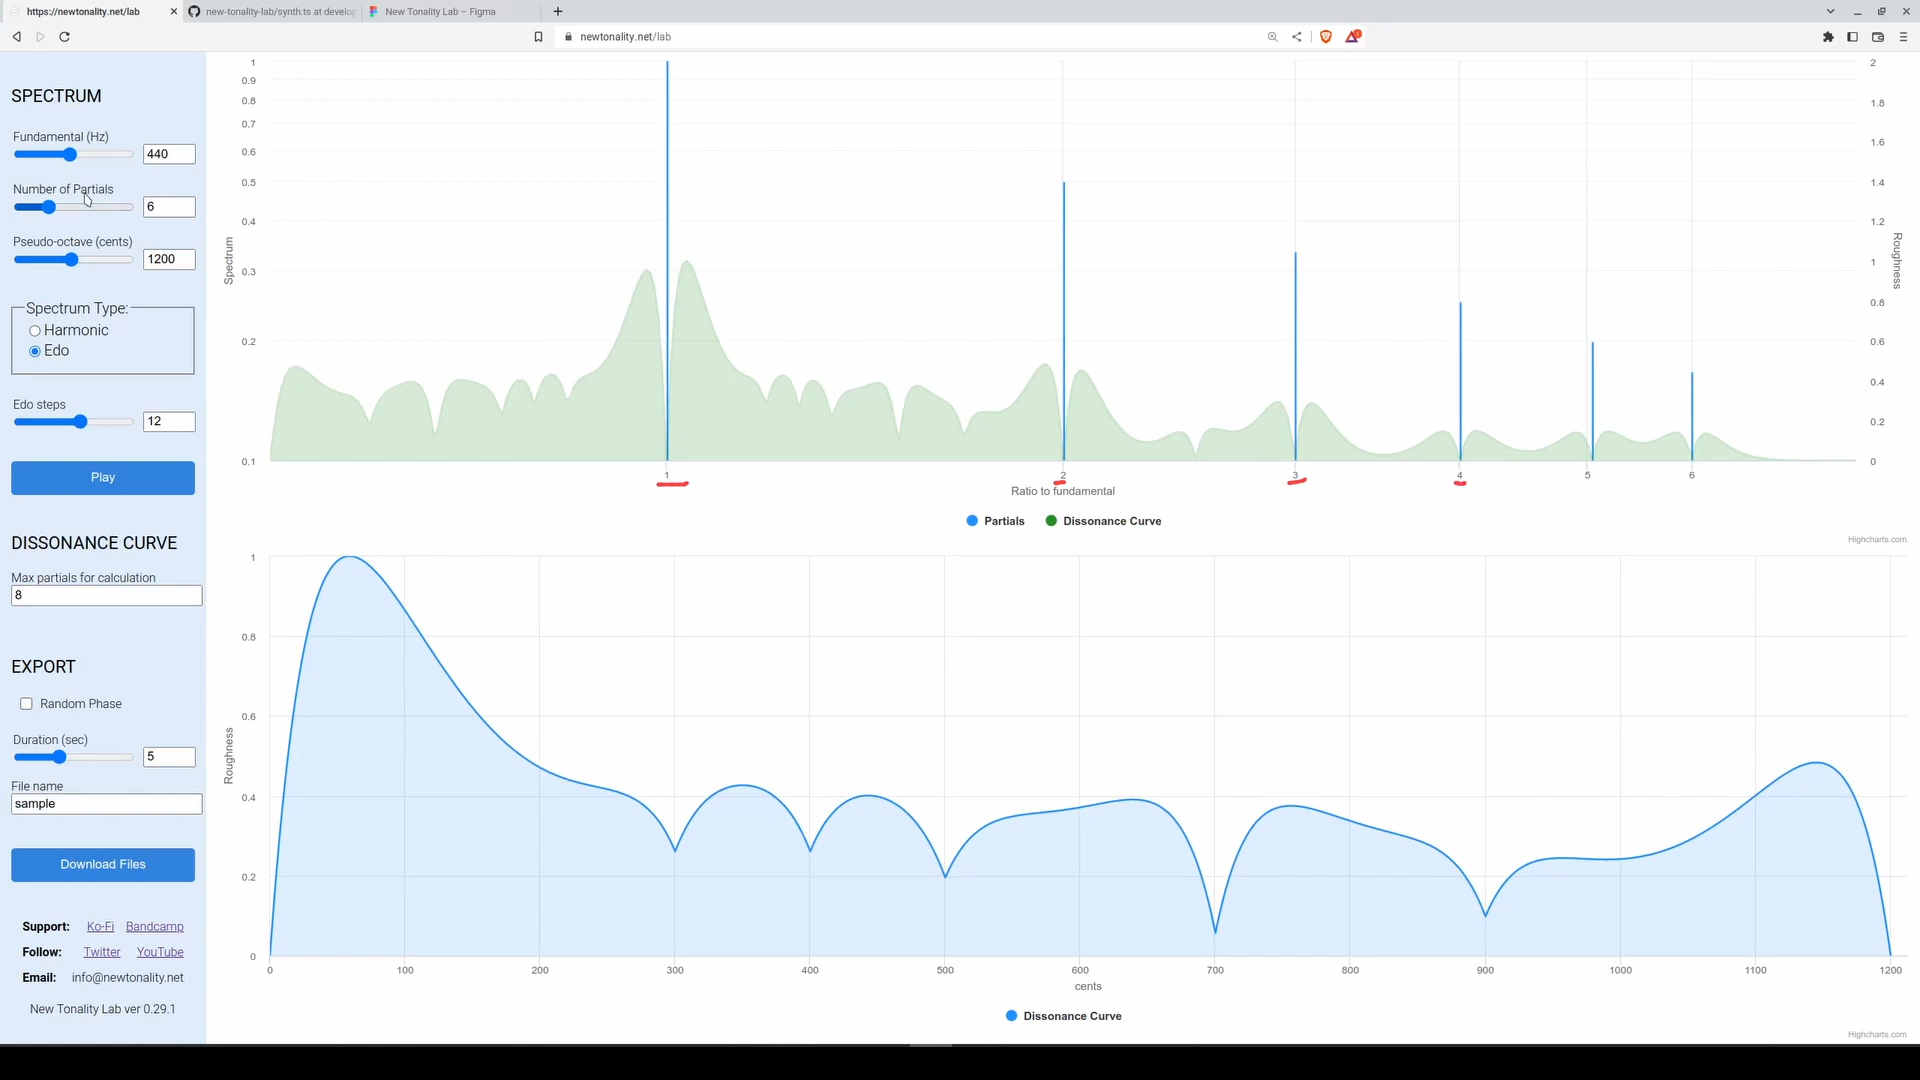 https://newtonality.net/lab
new-tonality-lab/synth.ts at develop
New Tonality Lab – Figma
newtonality.net/lab
SPECTRUM
Fundamental (Hz)
440
Number of Partials
6
Pseudo-octave (cents)
1200
Spectrum Type:
Harmonic
Edo
Edo steps
12
Play
DISSONANCE CURVE
Max partials for calculation
8
EXPORT
Random Phase
Duration (sec)
5
File name
sample
Download Files
Support: Ko-Fi Bandcamp
Follow: Twitter YouTube
Email: info@newtonality.net
New Tonality Lab ver 0.29.1
1
0.9
0.8
0.7
0.6
0.5
0.4
0.3
0.2
0.1
Spectrum
2
1.8
1.6
1.4
1.2
1
0.8
0.6
0.4
0.2
0
Roughness
1 2 3 4 5 6
Ratio to fundamental
Partials Dissonance Curve
Highcharts.com
1
0.8
0.6
0.4
0.2
0
Roughness
0 100 200 300 400 500 600 700 800 900 1000 1100 1200
cents
Dissonance Curve
Highcharts.com